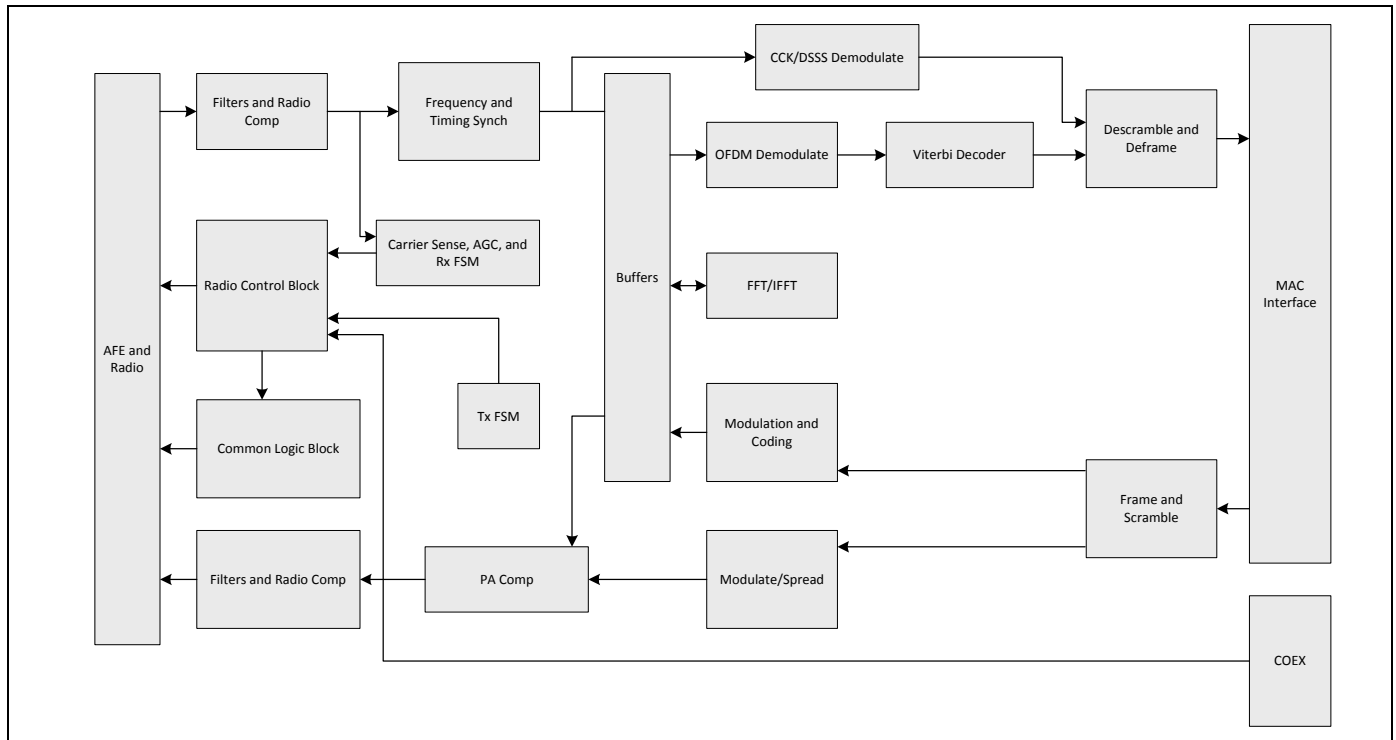 CCK/DSSS Demodulate
Filters and Radio
Comp
Frequency and
Timing Synch
Descramble and
Deframe
OFDM Demodulate
Viterbi Decoder
Carrier Sense, AGC, and
Rx FSM
Radio Control Block
Buffers
FFT/IFFT
MAC
Interface
AFE and
Radio
Tx FSM
Modulation and
Coding
Common Logic Block
Frame and
Scramble
Filters and Radio Comp
PA Comp
Modulate/Spread
COEX